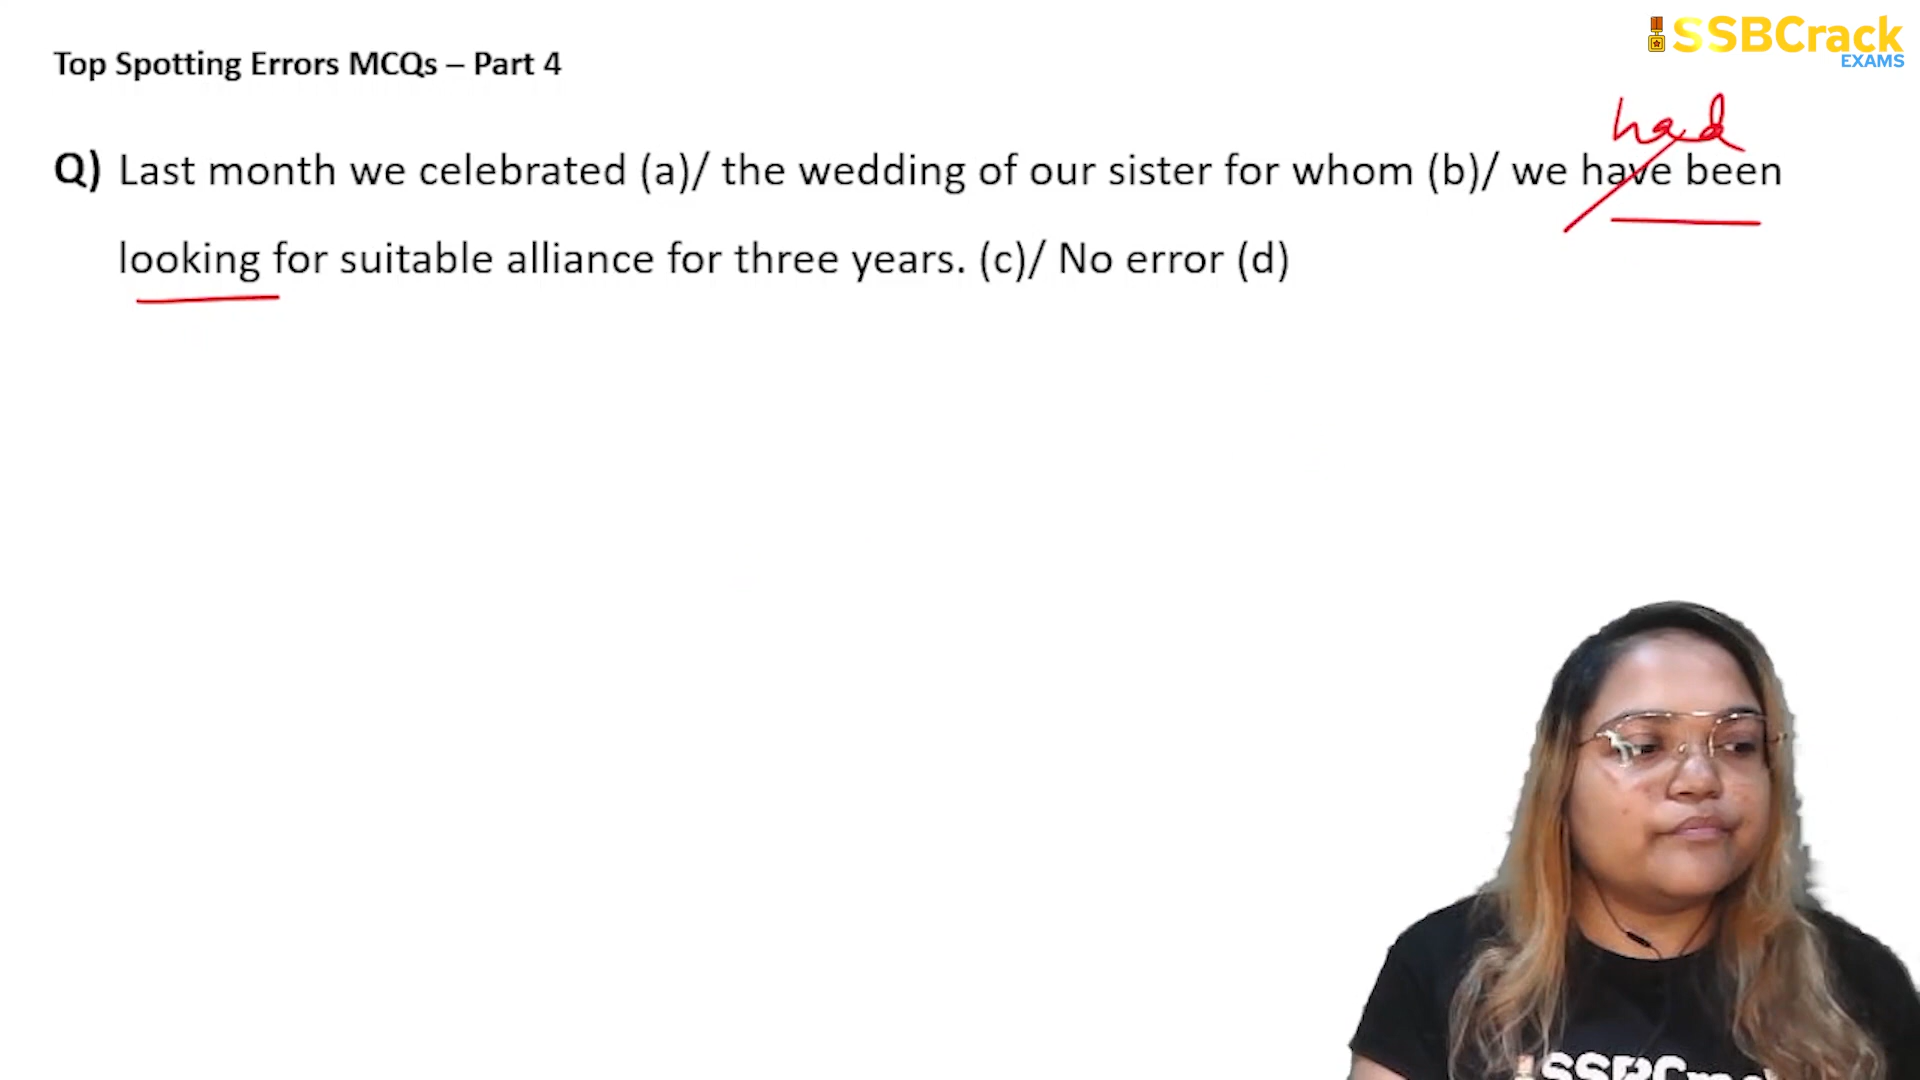 SSBCrack
EXAMS
Top Spotting Errors MCQs – Part 4
had
Q) Last month we celebrated (a)/ the wedding of our sister for whom (b)/ we have been
looking for suitable alliance for three years. (c)/ No error (d)